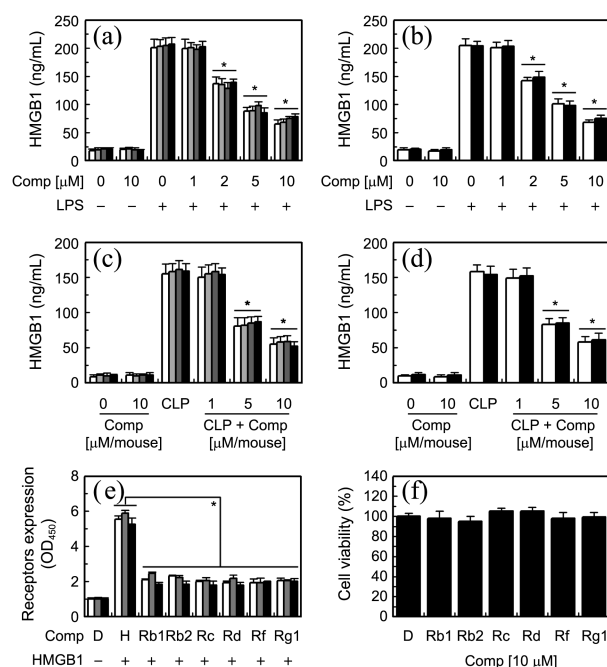 (a)
HMGB1 (ng/mL)
250
200
150
100
50
0
*
*
*
Comp [μM] 0 10 0 1 2 5 10
LPS – – + + + + +
(b)
HMGB1 (ng/mL)
250
200
150
100
50
0
*
*
*
0 10 0 1 2 5 10
– – + + + + +
(c)
HMGB1 (ng/mL)
200
150
100
50
0
*
*
0 10 CLP 1 5 10
Comp CLP + Comp
[μM/mouse] [μM/mouse]
(d)
HMGB1 (ng/mL)
200
150
100
50
0
*
*
0 10 CLP 1 5 10
Comp CLP + Comp
[μM/mouse] [μM/mouse]
(e)
Receptors expression
(OD450)
8
6
4
2
0
*
Comp D H Rb1 Rb2 Rc Rd Rf Rg1
HMGB1 – + + + + + + +
(f)
Cell viability (%)
140
120
100
80
60
40
20
0
D Rb1 Rb2 Rc Rd Rf Rg1
Comp [10 μM]